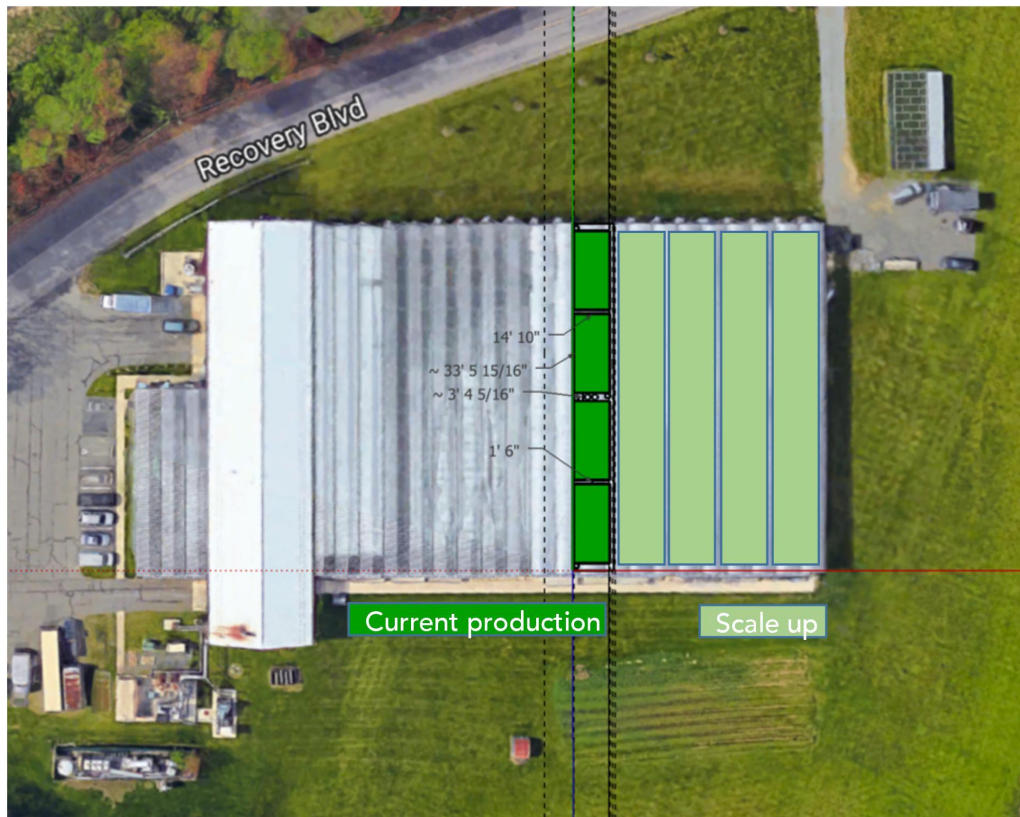 Recovery Blvd
14' 10"
~ 33' 5 15/16"
~ 3' 4 5/16"
1' 6"
Current production
Scale up